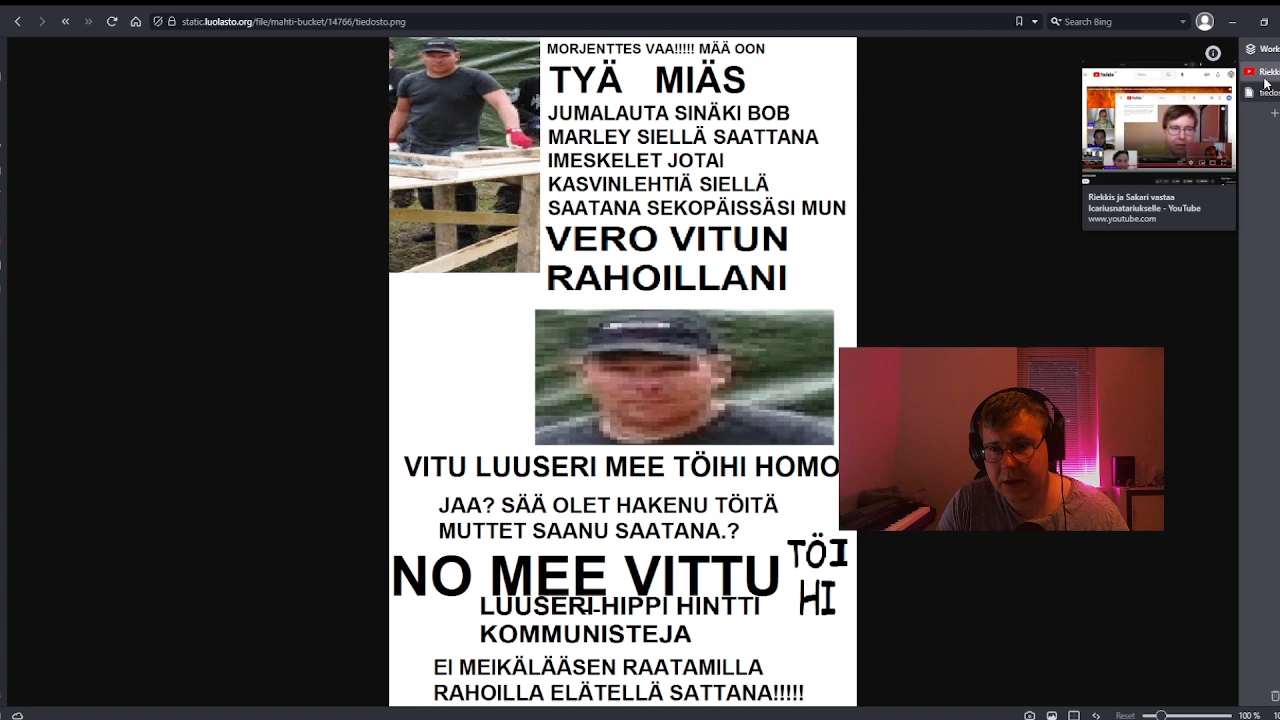 static.luolasto.org/file/mahti-bucket/14766/tiedosto.png
Search Bing
MORJENTTES VAA!!!!! MÄÄ OON
TYÄ MIÄS
JUMALAUTA SINÄKI BOB
MARLEY SIELLÄ SAATTANA
IMESKELET JOTAI
KASVINLEHTIÄ SIELLÄ
SAATANA SEKOPÄISSÄSI MUN
VERO VITUN
RAHOILLANI
VITU LUUSERI MEE TÖIHI HOMO
JAA? SÄÄ OLET HAKENU TÖITÄ
MUTTET SAANU SAATANA.?
NO MEE VITTU
TÖI
HI
LUUSERI-HIPPI HINTTI
KOMMUNISTEJA
EI MEIKÄLÄÄSEN RAATAMILLA
RAHOILLA ELÄTELLÄ SATTANA!!!!!
Work
Riekk
tiedos
Riekkis ja Sakari vastaa
Icariusnatariukselle - YouTube
www.youtube.com
Reset
100 %